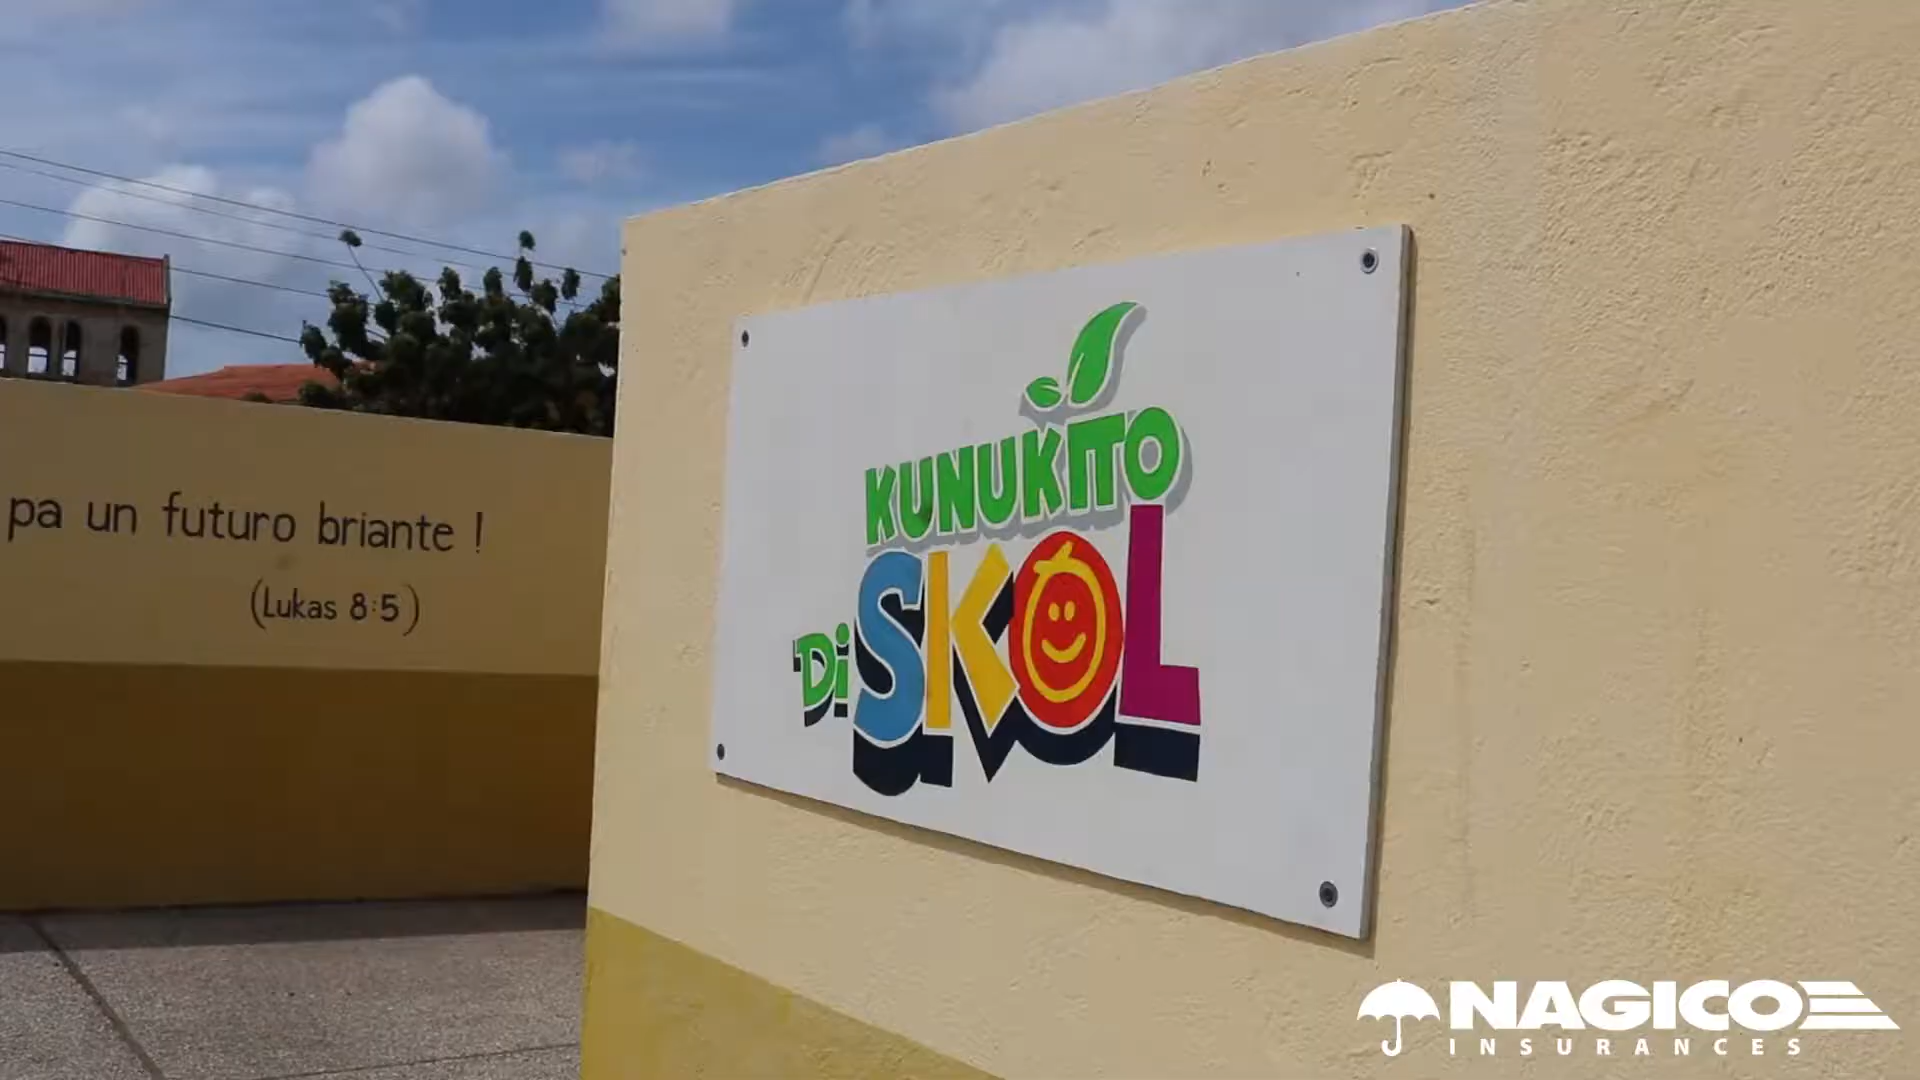 pa un futuro briante !
(Lukas 8:5)
KUNUKITO
Di SKOL
NAGICO
INSURANCES